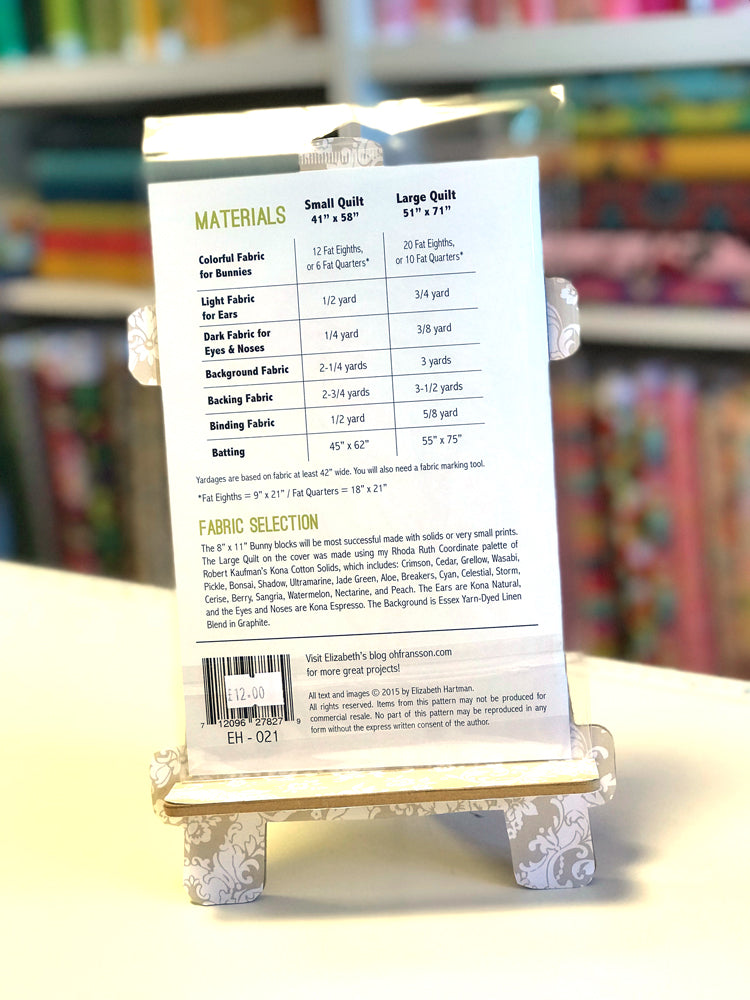 MATERIALS
Small Quilt Large Quilt
41” x 58” 51” x 71”
Colorful Fabric 12 Fat Eighths, 20 Fat Eighths,
for Bunnies or 6 Fat Quarters* or 10 Fat Quarters*
Light Fabric 1/2 yard 3/4 yard
for Ears
Dark Fabric for 1/4 yard 3/8 yard
Eyes & Noses
Background Fabric 2-1/4 yards 3 yards
Backing Fabric 2-3/4 yards 3-1/2 yards
Binding Fabric 1/2 yard 5/8 yard
Batting 45” x 62” 55” x 75”
Yardages are based on fabric at least 42” wide. You will also need a fabric marking tool.
*Fat Eighths = 9” x 21” / Fat Quarters = 18” x 21”
FABRIC SELECTION
The 8” x 11” Bunny blocks will be most successful made with solids or very small prints.
The Large Quilt on the cover was made using my Rhoda Ruth Coordinate palette of
Robert Kaufman’s Kona Cotton Solids, which includes: Crimson, Cedar, Grellow, Wasabi,
Pickle, Bonsai, Shadow, Ultramarine, Jade Green, Aloe, Breakers, Cyan, Celestial, Storm,
Cerise, Berry, Sangria, Watermelon, Nectarine, and Peach. The Ears are Kona Natural,
and the Eyes and Noses are Kona Espresso. The Background is Essex Yarn-Dyed Linen
Blend in Graphite.
Visit Elizabeth’s blog ohfransson.com
for more great projects!
£12.00
7 12096 27827 9
EH - 021
All text and images © 2015 by Elizabeth Hartman.
All rights reserved. Items from this pattern may not be produced for
commercial resale. No part of this pattern may be reproduced in any
form without the express written consent of the author.